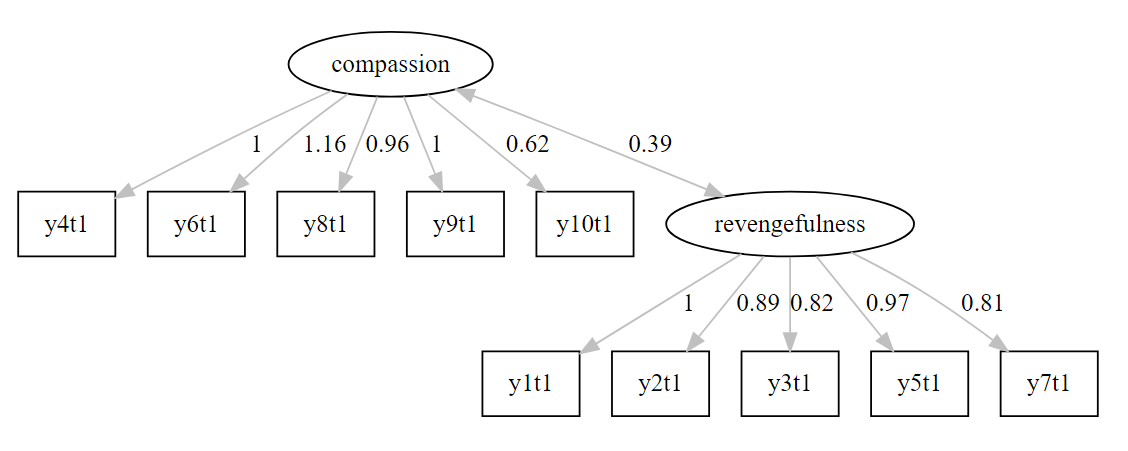 compassion
1 1.16 0.96 1 0.62 0.39
y4t1 y6t1 y8t1 y9t1 y10t1 revengefulness
1 0.89 0.82 0.97 0.81
y1t1 y2t1 y3t1 y5t1 y7t1